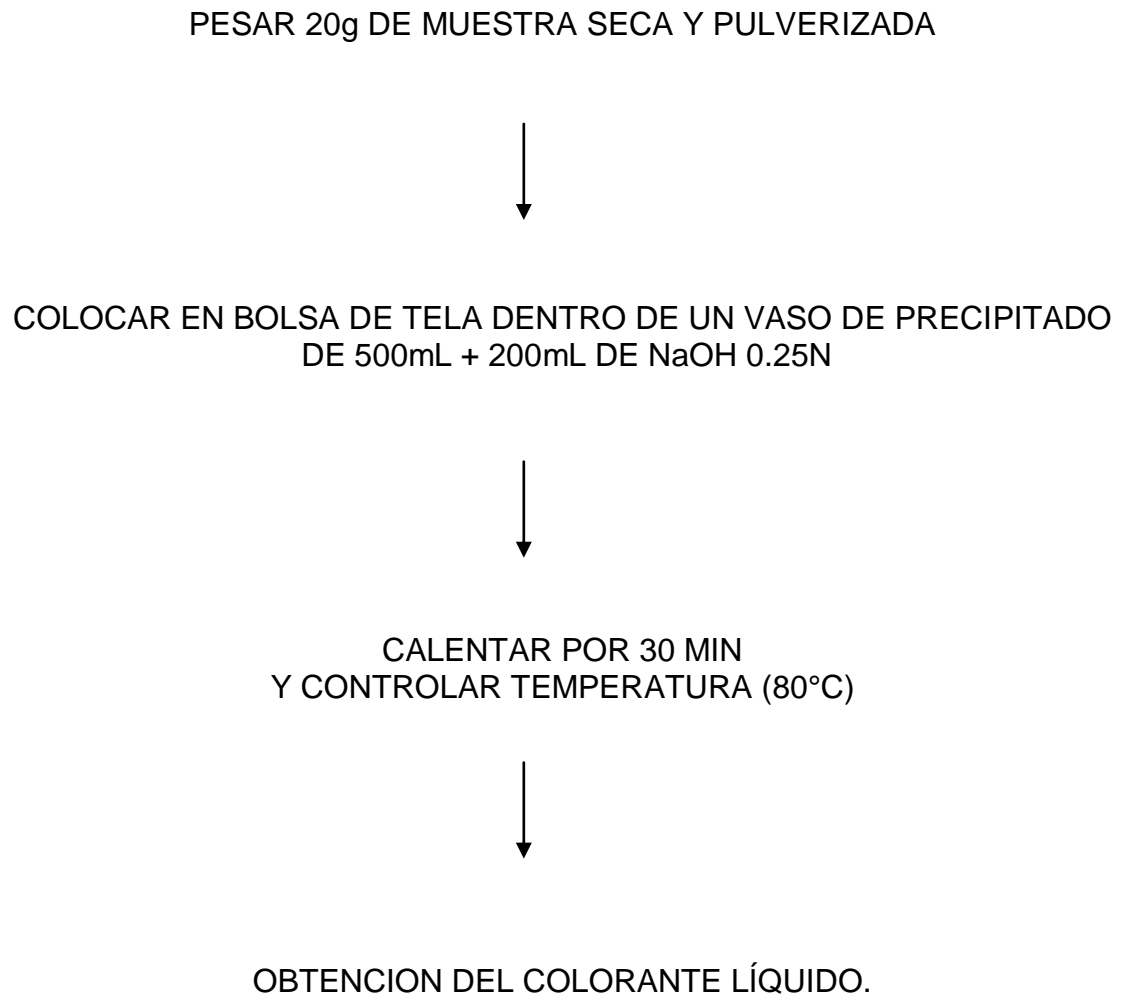 PESAR 20g DE MUESTRA SECA Y PULVERIZADA
COLOCAR EN BOLSA DE TELA DENTRO DE UN VASO DE PRECIPITADO
DE 500mL + 200mL DE NaOH 0.25N
CALENTAR POR 30 MIN
Y CONTROLAR TEMPERATURA (80°C)
OBTENCION DEL COLORANTE LÍQUIDO.